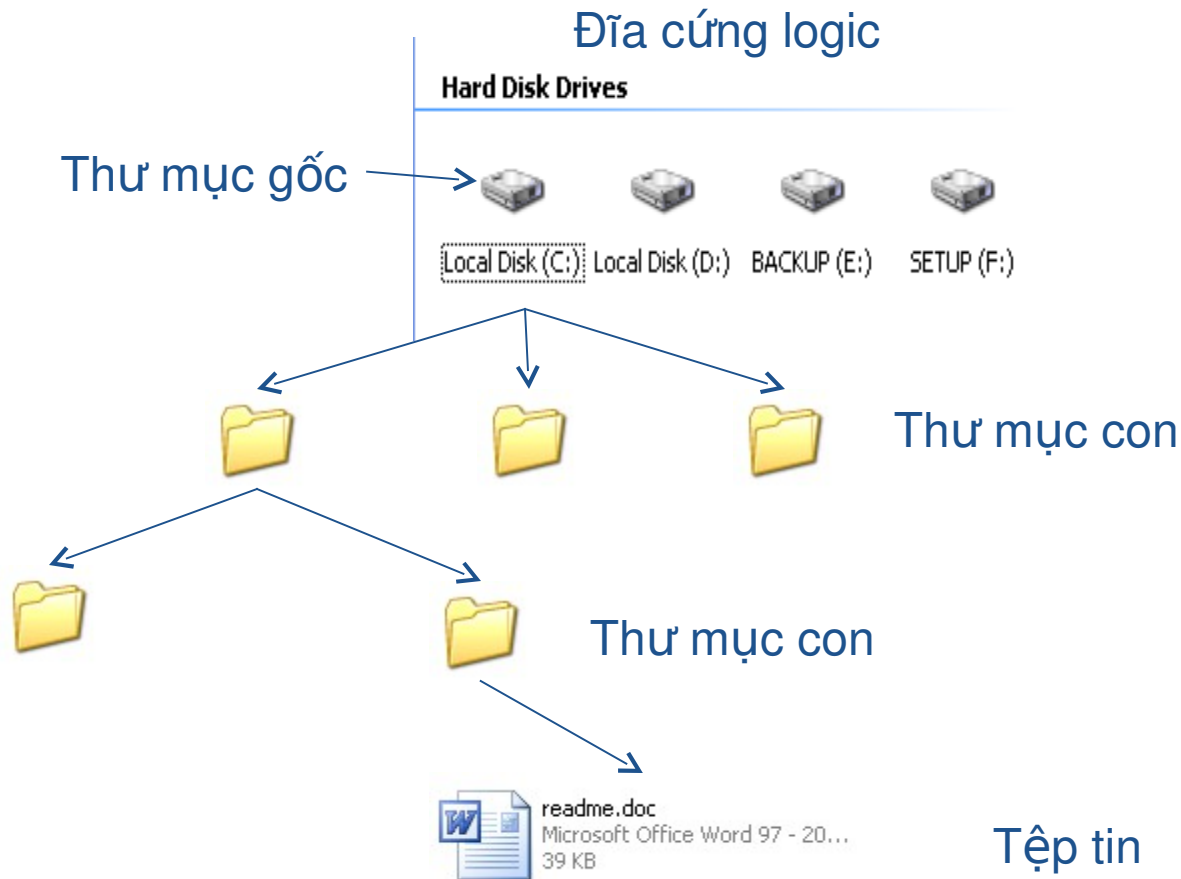 Đĩa cứng logic
Hard Disk Drives
Thư mục gốc
Local Disk (C:) Local Disk (D:) BACKUP (E:) SETUP (F:)
Thư mục con
Thư mục con
readme.doc
Microsoft Office Word 97 - 20...
39 KB
Tệp tin